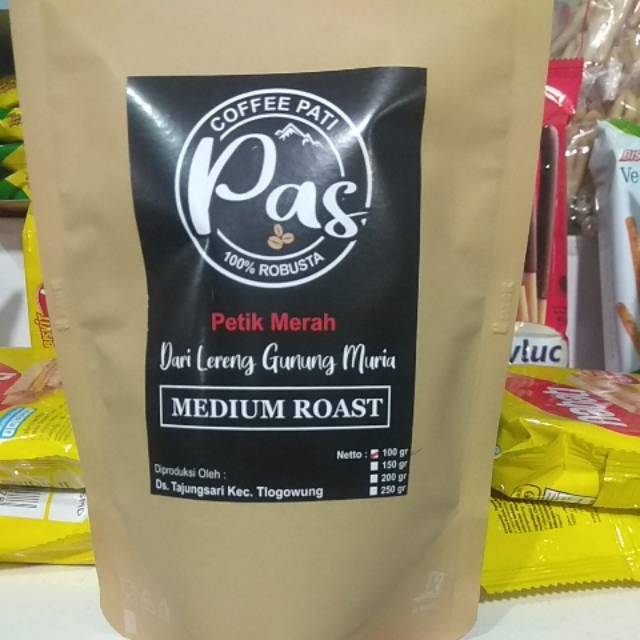 COFFEE PATI
Pas
100% ROBUSTA
Petik Merah
Dari Lereng Gunung Muria
MEDIUM ROAST
Netto : 100 gr
150 gr
200 gr
250 gr
Diproduksi Oleh :
Ds. Tajungsari Kec. Tlogowung